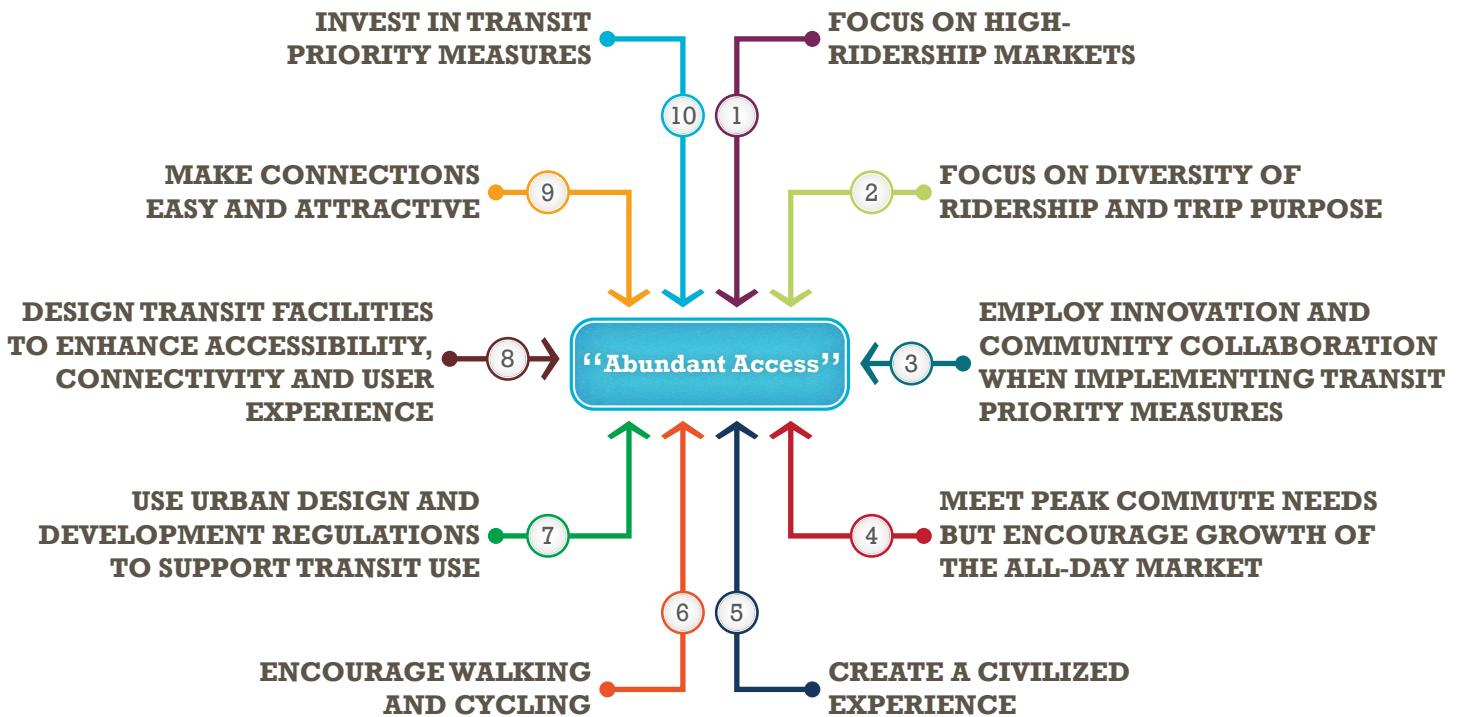 INVEST IN TRANSIT
PRIORITY MEASURES
10
1
FOCUS ON HIGH-
RIDERSHIP MARKETS
MAKE CONNECTIONS
EASY AND ATTRACTIVE
9
2
FOCUS ON DIVERSITY OF
RIDERSHIP AND TRIP PURPOSE
DESIGN TRANSIT FACILITIES
TO ENHANCE ACCESSIBILITY,
CONNECTIVITY AND USER
EXPERIENCE
8
“Abundant Access”
3
EMPLOY INNOVATION AND
COMMUNITY COLLABORATION
WHEN IMPLEMENTING TRANSIT
PRIORITY MEASURES
USE URBAN DESIGN AND
DEVELOPMENT REGULATIONS
TO SUPPORT TRANSIT USE
7
4
MEET PEAK COMMUTE NEEDS
BUT ENCOURAGE GROWTH OF
THE ALL-DAY MARKET
ENCOURAGE WALKING
AND CYCLING
6
5
CREATE A CIVILIZED
EXPERIENCE